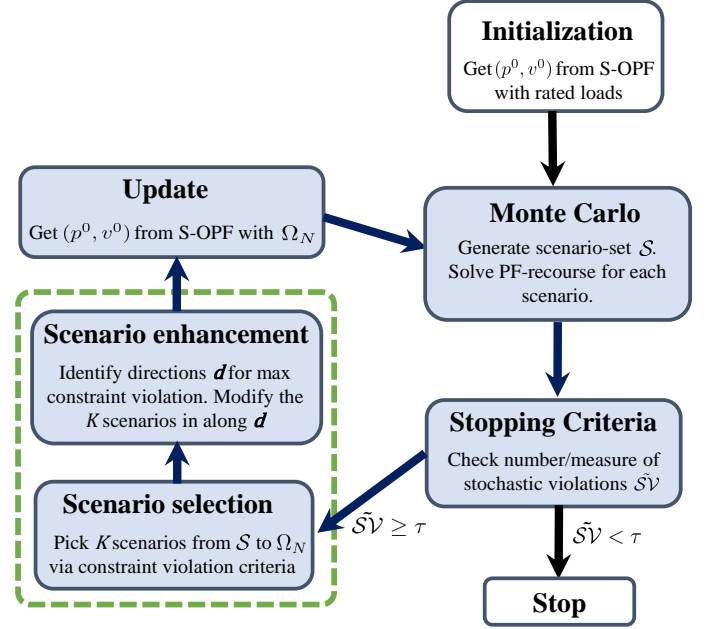 Initialization
Get (p⁰, v⁰) from S-OPF
with rated loads
Update
Get (p⁰, v⁰) from S-OPF with Ω_N
Monte Carlo
Generate scenario-set 𝒮.
Solve PF-recourse for each
scenario.
Scenario enhancement
Identify directions d for max
constraint violation. Modify the
K scenarios in along d
Stopping Criteria
Check number/measure of
stochastic violations 𝒮̃𝒱
Scenario selection
Pick K scenarios from 𝒮 to Ω_N
via constraint violation criteria
𝒮̃𝒱 ≥ τ
𝒮̃𝒱 < τ
Stop